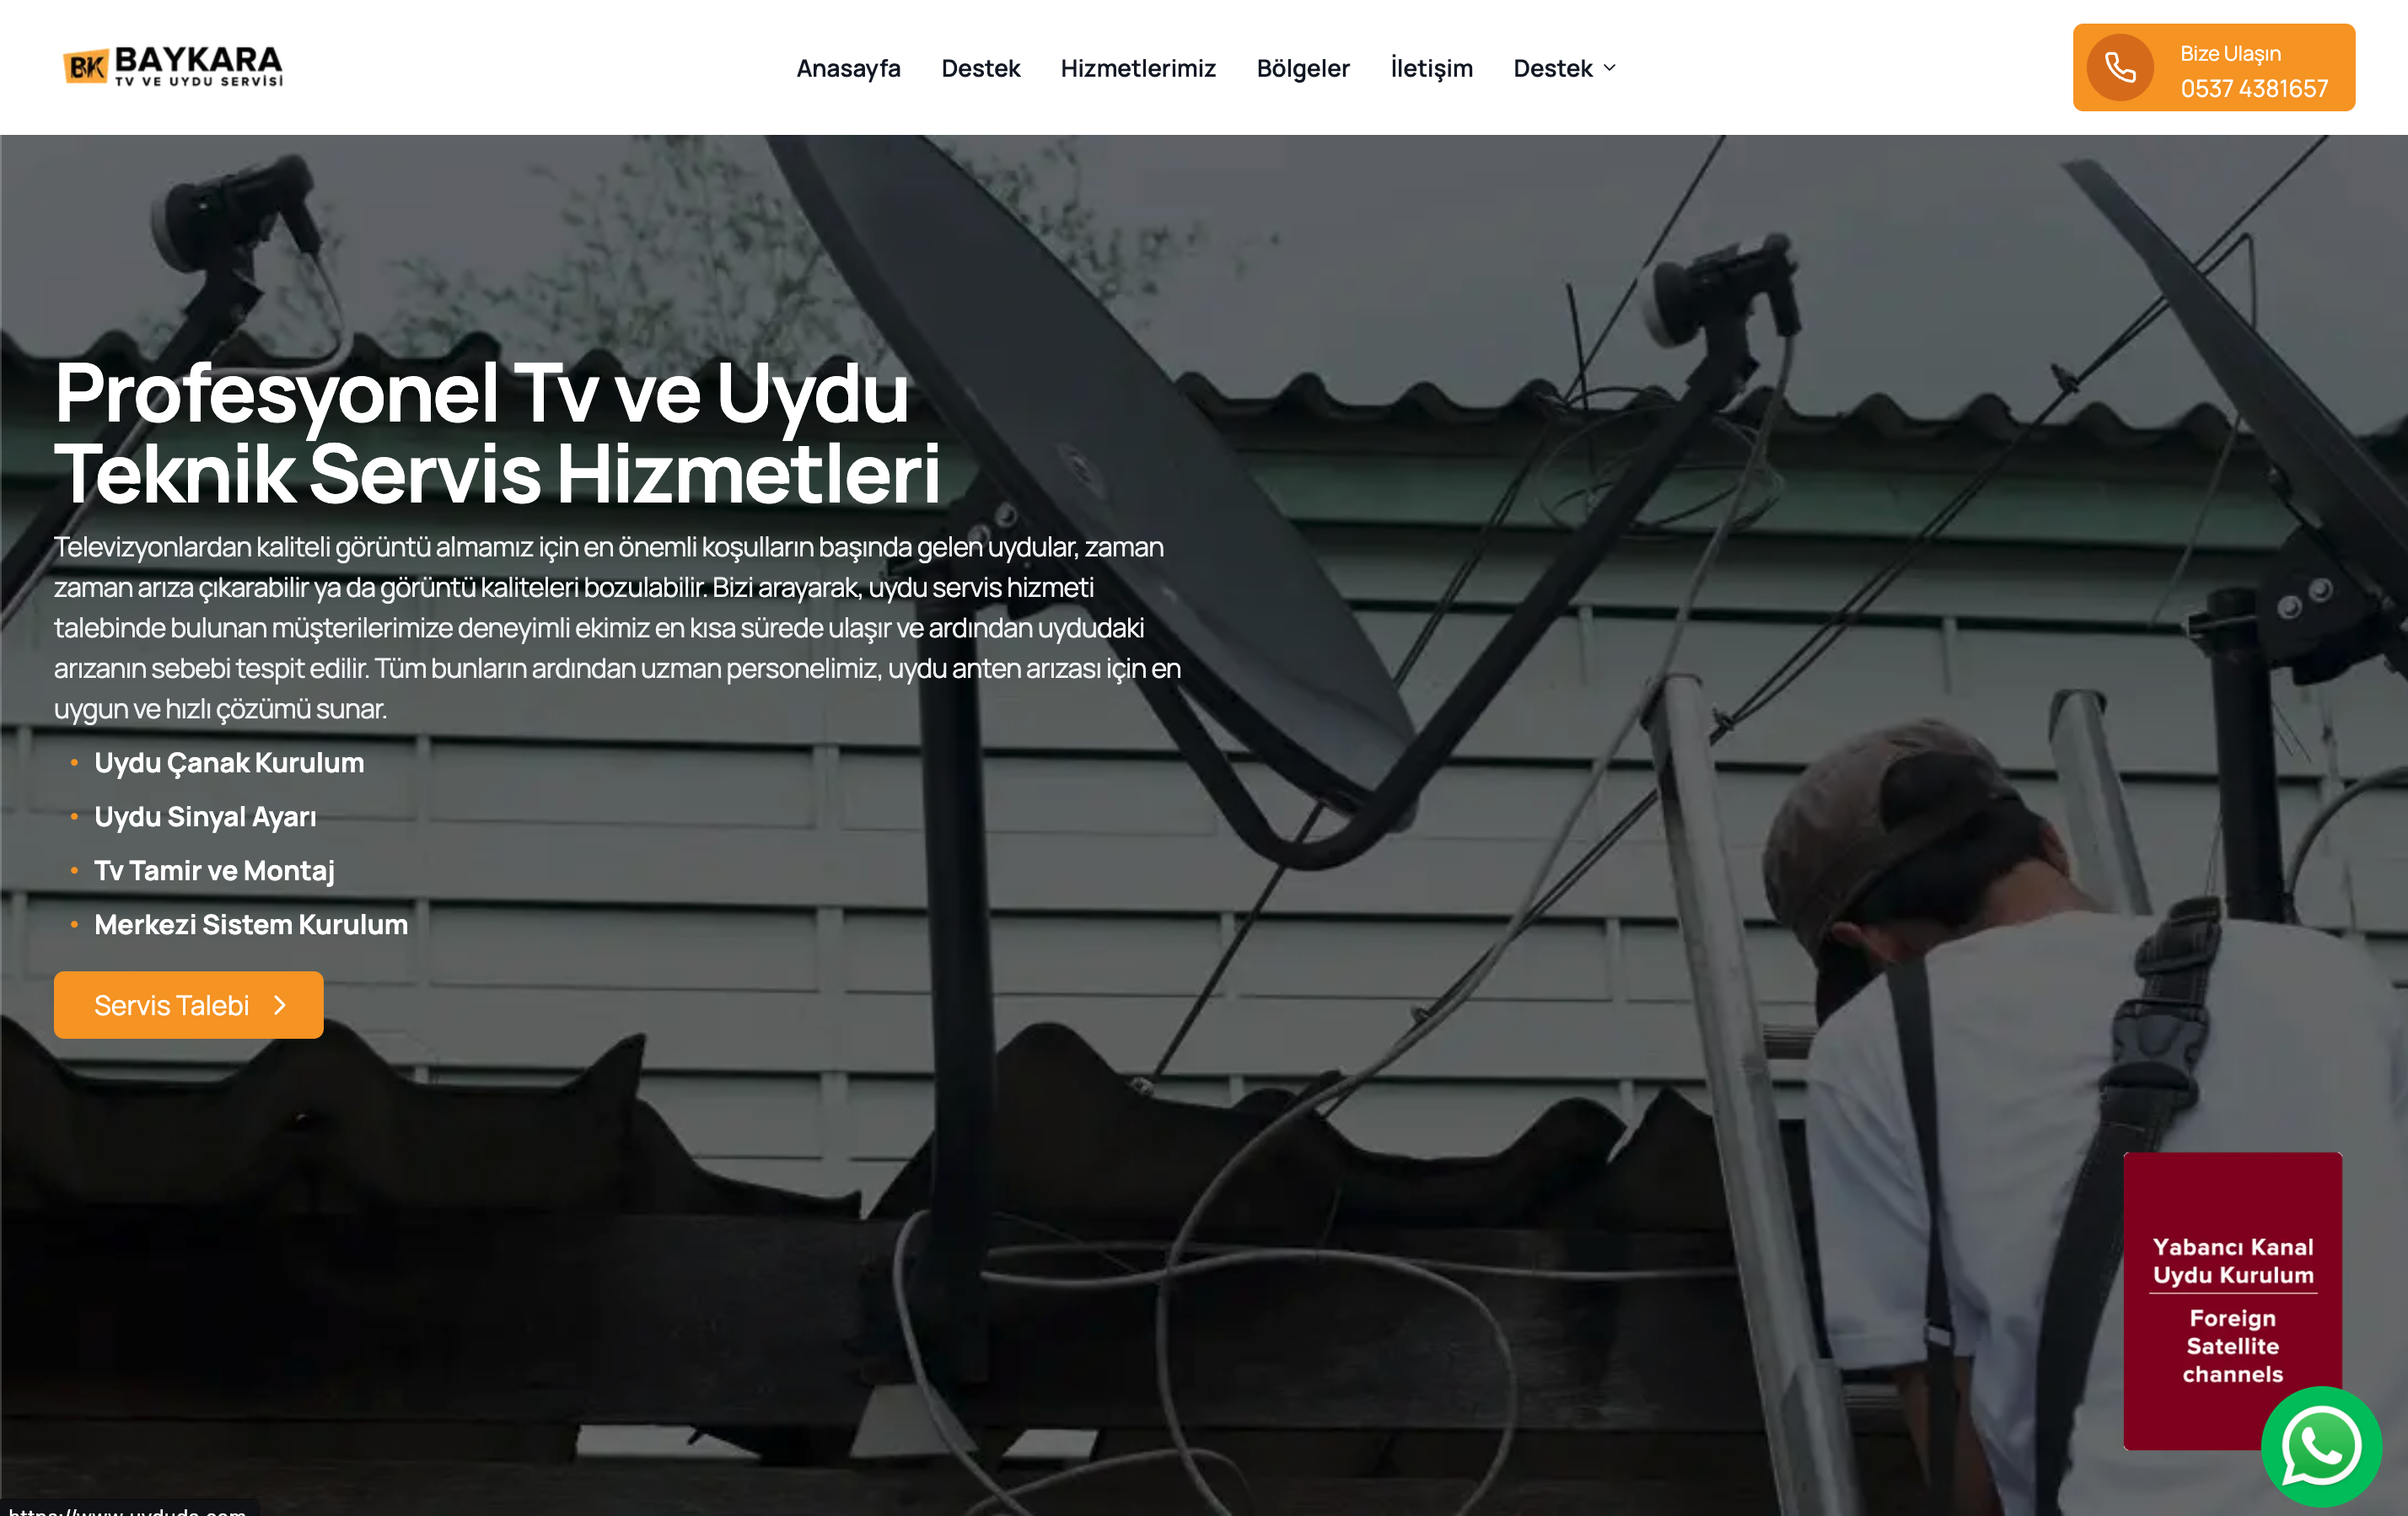 BK BAYKARA
TV VE UYDU SERVİSİ
Anasayfa
Destek
Hizmetlerimiz
Bölgeler
İletişim
Destek
Bize Ulaşın
0537 4381657
Profesyonel Tv ve Uydu
Teknik Servis Hizmetleri
Televizyonlardan kaliteli görüntü almamız için en önemli koşulların başında gelen uydular, zaman
zaman arıza çıkarabilir ya da görüntü kaliteleri bozulabilir. Bizi arayarak, uydu servis hizmeti
talebinde bulunan müşterilerimize deneyimli ekimiz en kısa sürede ulaşır ve ardından uydudaki
arızanın sebebi tespit edilir. Tüm bunların ardından uzman personelimiz, uydu anten arızası için en
uygun ve hızlı çözümü sunar.
Uydu Çanak Kurulum
Uydu Sinyal Ayarı
Tv Tamir ve Montaj
Merkezi Sistem Kurulum
Servis Talebi
Yabancı Kanal
Uydu Kurulum
Foreign
Satellite
channels